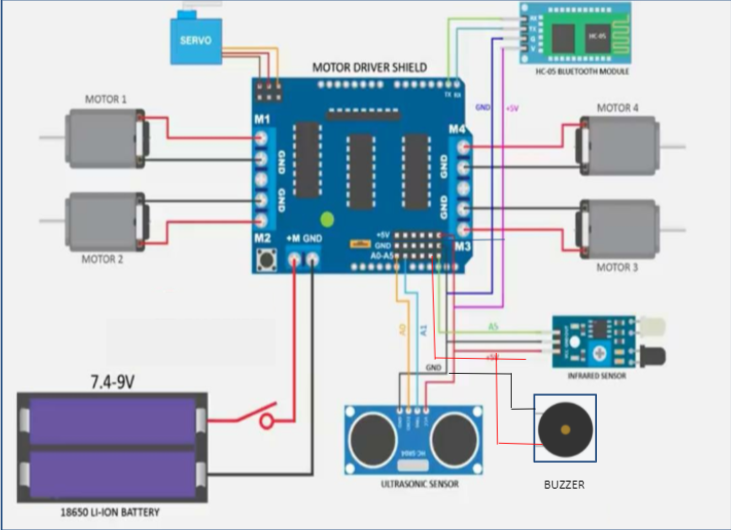 SERVO
MOTOR DRIVER SHIELD
HC-05
HC-05 BLUETOOTH MODULE
TX RX
GND
+5V
MOTOR 1
MOTOR 4
M1
M4
GND
GND
GND
GND
M2
M3
+M GND
+5V
GND
A0-A5
MOTOR 2
MOTOR 3
A0
A1
A5
+5V
GND
INFRARED SENSOR
7.4-9V
HC-SR04
ULTRASONIC SENSOR
BUZZER
18650 LI-ION BATTERY